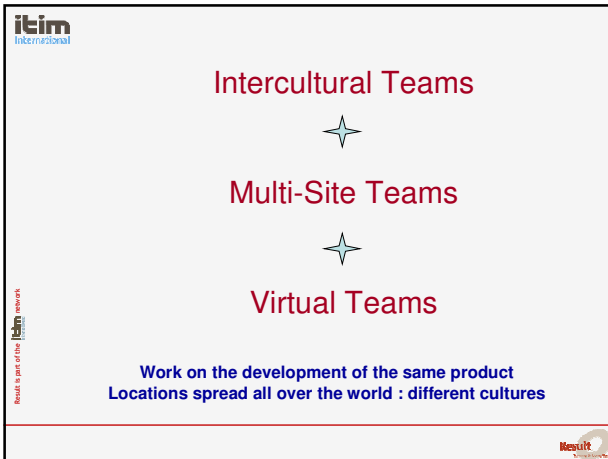 itim
International
Intercultural Teams
Multi-Site Teams
Virtual Teams
Result is part of the itim network
Work on the development of the same product
Locations spread all over the world : different cultures
Result